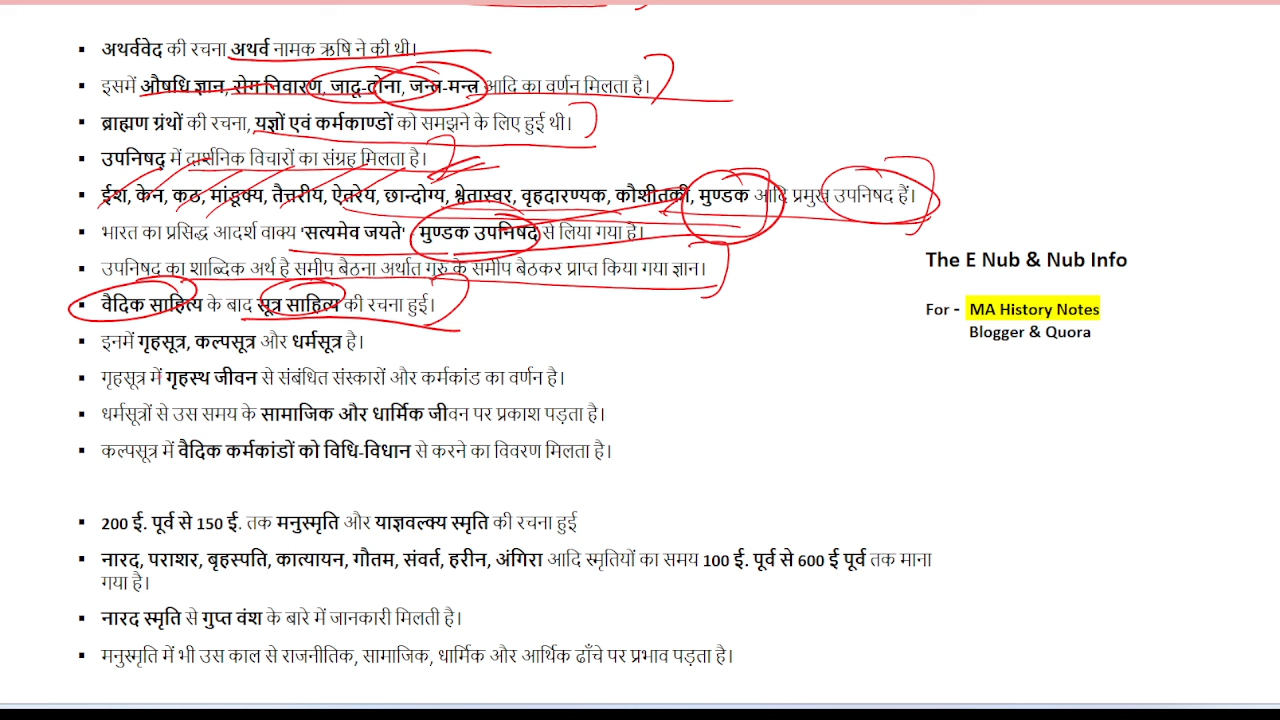 अथर्ववेद की रचना अथर्व नामक ऋषि ने की थी।
इसमें औषधि ज्ञान, रोग निवारण, जादू-टोना, जन्त्र-मन्त्र आदि का वर्णन मिलता है।
ब्राह्मण ग्रंथों की रचना, यज्ञों एवं कर्मकाण्डों को समझने के लिए हुई थी।
उपनिषद् में दार्शनिक विचारों का संग्रह मिलता है।
ईश, केन, कठ, मांडूक्य, तैत्तरीय, ऐतरेय, छान्दोग्य, श्वेतास्वर, वृहदारण्यक, कौशीतकी, मुण्डक आदि प्रमुख उपनिषद हैं।
भारत का प्रसिद्ध आदर्श वाक्य 'सत्यमेव जयते' मुण्डक उपनिषद से लिया गया है।
उपनिषद का शाब्दिक अर्थ है समीप बैठना अर्थात गुरु के समीप बैठकर प्राप्त किया गया ज्ञान।
The E Nub & Nub Info
वैदिक साहित्य के बाद सूत्र साहित्य की रचना हुई।
For - MA History Notes
Blogger & Quora
इनमें गृहसूत्र, कल्पसूत्र और धर्मसूत्र है।
गृहसूत्र में गृहस्थ जीवन से संबंधित संस्कारों और कर्मकांड का वर्णन है।
धर्मसूत्रों से उस समय के सामाजिक और धार्मिक जीवन पर प्रकाश पड़ता है।
कल्पसूत्र में वैदिक कर्मकांडों को विधि-विधान से करने का विवरण मिलता है।
200 ई. पूर्व से 150 ई. तक मनुस्मृति और याज्ञवल्क्य स्मृति की रचना हुई
नारद, पराशर, बृहस्पति, कात्यायन, गौतम, संवर्त, हरीन, अंगिरा आदि स्मृतियों का समय 100 ई. पूर्व से 600 ई पूर्व तक माना
गया है।
नारद स्मृति से गुप्त वंश के बारे में जानकारी मिलती है।
मनुस्मृति में भी उस काल से राजनीतिक, सामाजिक, धार्मिक और आर्थिक ढाँचे पर प्रभाव पड़ता है।